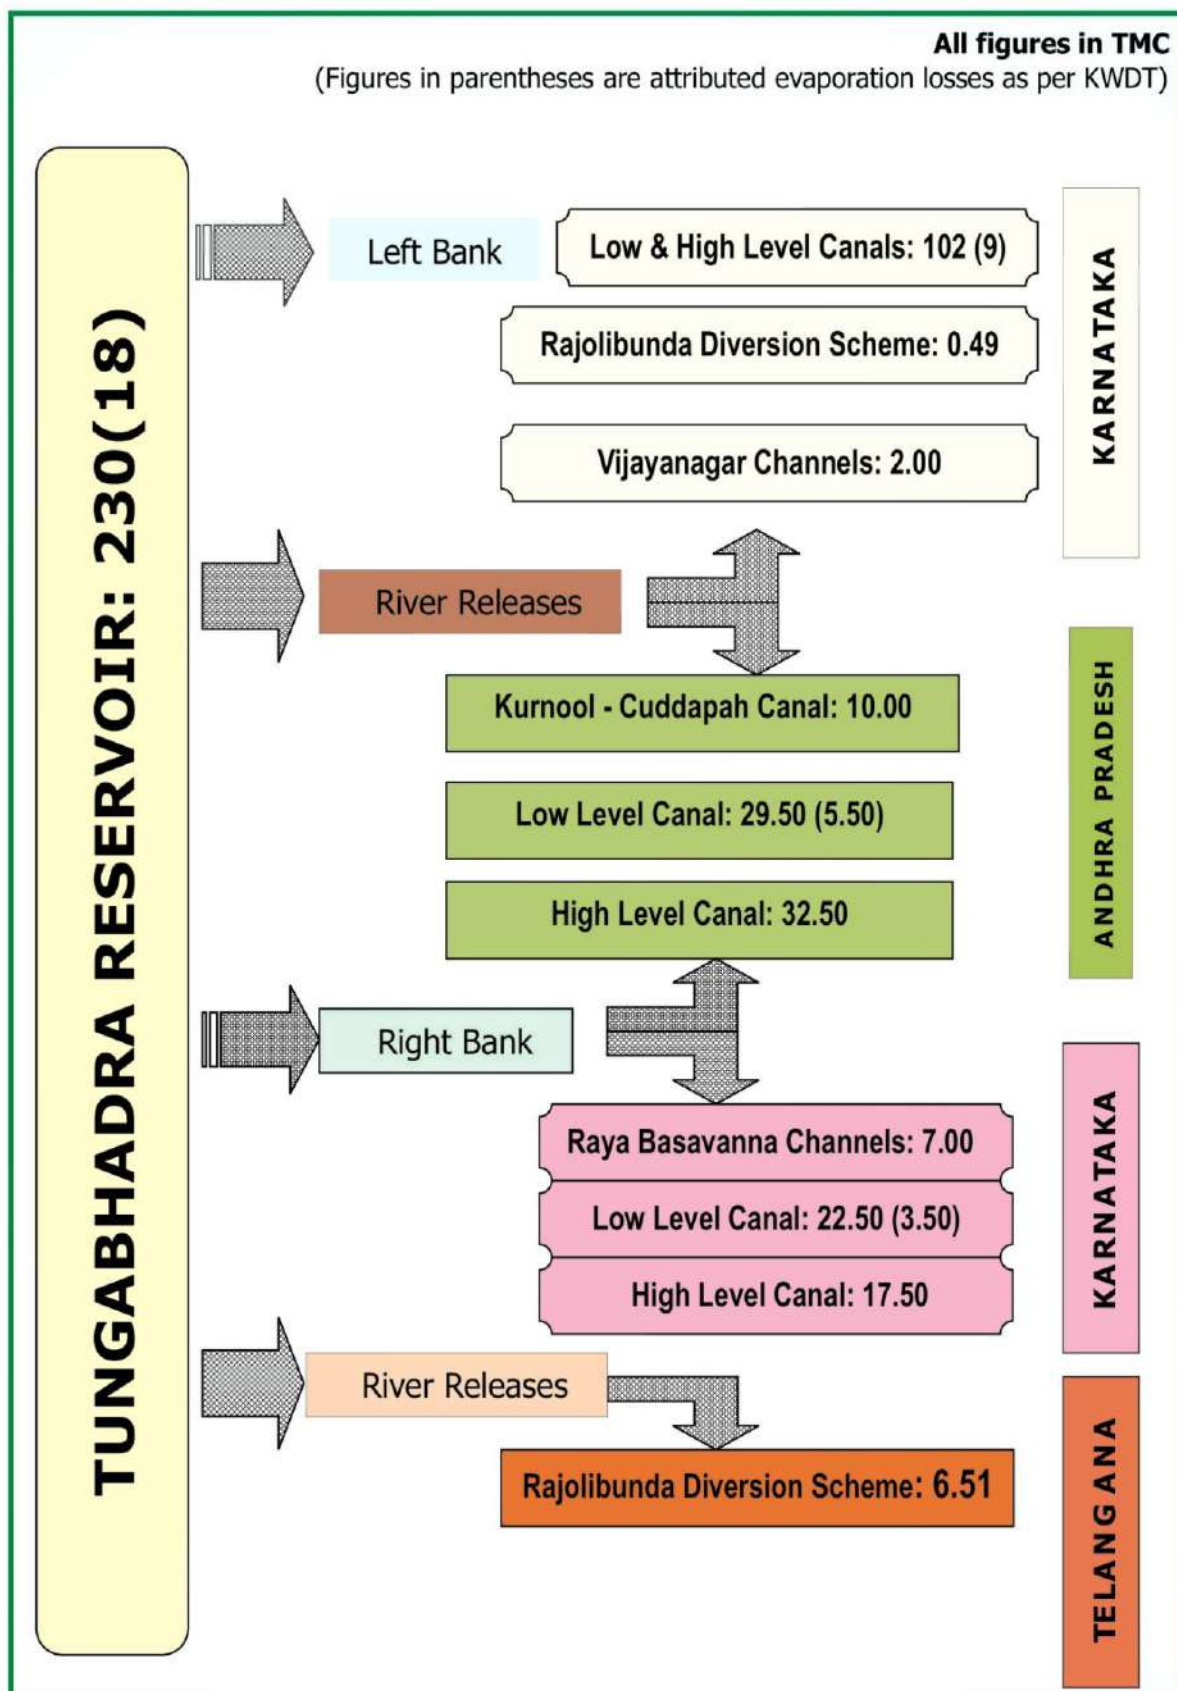 All figures in TMC
(Figures in parentheses are attributed evaporation losses as per KWDT)
TUNGABHADRA RESERVOIR: 230(18)
Left Bank
Low & High Level Canals: 102 (9)
Rajolibunda Diversion Scheme: 0.49
Vijayanagar Channels: 2.00
KARNATAKA
River Releases
Kurnool - Cuddapah Canal: 10.00
Low Level Canal: 29.50 (5.50)
High Level Canal: 32.50
ANDHRA PRADESH
Right Bank
Raya Basavanna Channels: 7.00
Low Level Canal: 22.50 (3.50)
High Level Canal: 17.50
KARNATAKA
River Releases
Rajolibunda Diversion Scheme: 6.51
TELANGANA